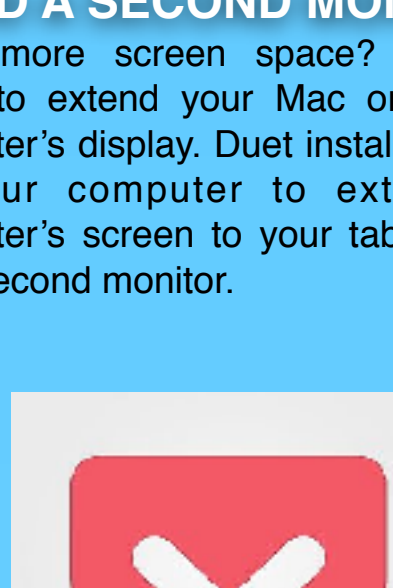 D A SECOND MO
more screen space?
to extend your Mac or
ter’s display. Duet instal
ur computer to ext
ter’s screen to your tab
econd monitor.